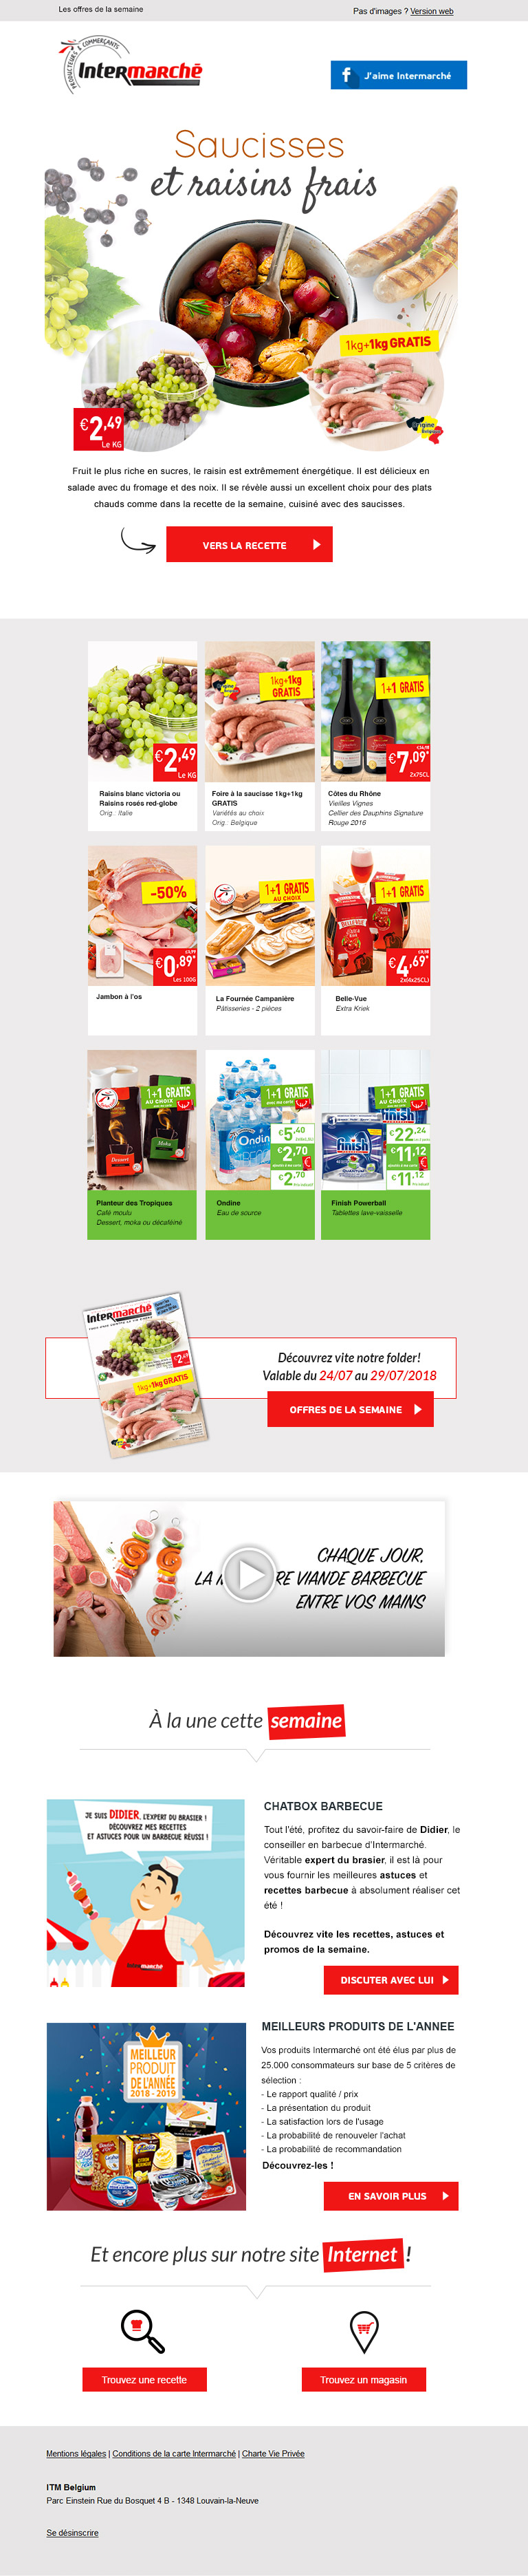 Les offres de la semaine
Pas d'images ? Version web
PRODUCTEURS & COMMERÇANTS
Intermarché
J'aime Intermarché
Saucisses
et raisins frais
1kg+1kg GRATIS
€2,49
Le KG
Origine
Belgique
Fruit le plus riche en sucres, le raisin est extrêmement énergétique. Il est délicieux en
salade avec du fromage et des noix. Il se révèle aussi un excellent choix pour des plats
chauds comme dans la recette de la semaine, cuisiné avec des saucisses.
VERS LA RECETTE
€2,49
Le KG
Raisins blanc victoria ou
Raisins rosés red-globe
Orig.: Italie
1kg+1kg
GRATIS
Foire à la saucisse 1kg+1kg
GRATIS
Variétés au choix
Orig.: Belgique
1+1 GRATIS
€7,09*
2x75CL
Côtes du Rhône
Vieilles Vignes
Cellier des Dauphins Signature
Rouge 2016
-50%
€0,89*
Les 100G
Jambon à l'os
1+1 GRATIS
AU CHOIX
La Fournée Campanière
Pâtisseries - 2 pièces
1+1 GRATIS
BELLE-VUE
€4,69*
2x(4x25CL)
Belle-Vue
Extra Kriek
1+1 GRATIS
AU CHOIX
Dessert
Moka
Planteur des Tropiques
Café moulu
Dessert, moka ou décaféiné
1+1 GRATIS
Ondine
€5,40
€2,70
€2,70
Ondine
Eau de source
1+1 GRATIS
AU CHOIX
finish
finish
€22,24
€11,12
€11,12
Finish Powerball
Tablettes lave-vaisselle
Intermarché
1kg+1kg GRATIS
Découvrez vite notre folder!
Valable du 24/07 au 29/07/2018
OFFRES DE LA SEMAINE
CHAQUE JOUR,
LA M RE VIANDE BARBECUE
ENTRE VOS MAINS
À la une cette semaine
JE SUIS DIDIER, L'EXPERT DU BRASIER !
DÉCOUVREZ MES RECETTES
ET ASTUCES POUR UN BARBECUE RÉUSSI !
Intermarché
CHATBOX BARBECUE
Tout l'été, profitez du savoir-faire de Didier, le
conseiller en barbecue d'Intermarché.
Véritable expert du brasier, il est là pour
vous fournir les meilleures astuces et
recettes barbecue à absolument réaliser cet
été !
Découvrez vite les recettes, astuces et
promos de la semaine.
DISCUTER AVEC LUI
MEILLEUR
PRODUIT
DE L'ANNÉE
2018 - 2019
MEILLEURS PRODUITS DE L'ANNEE
Vos produits Intermarché ont été élus par plus de
25.000 consommateurs sur base de 5 critères de
sélection :
- Le rapport qualité / prix
- La présentation du produit
- La satisfaction lors de l'usage
- La probabilité de renouveler l'achat
- La probabilité de recommandation
Découvrez-les !
EN SAVOIR PLUS
Et encore plus sur notre site Internet !
Trouvez une recette
Trouvez un magasin
Mentions légales | Conditions de la carte Intermarché | Charte Vie Privée
ITM Belgium
Parc Einstein Rue du Bosquet 4 B - 1348 Louvain-la-Neuve
Se désinscrire